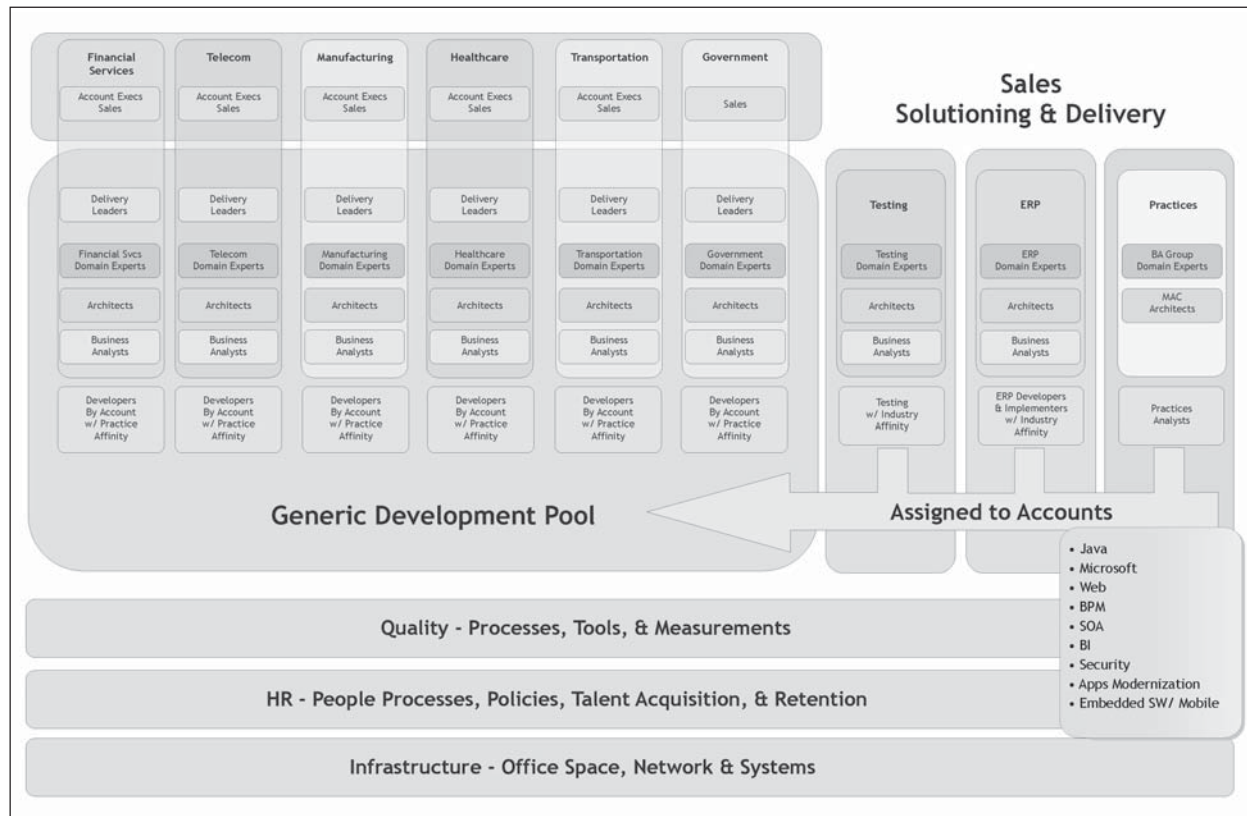 Financial
Services
Account Execs
Sales
Delivery
Leaders
Financial Svcs
Domain Experts
Architects
Business
Analysts
Developers
By Account
w/ Practice
Affinity
Telecom
Account Execs
Sales
Delivery
Leaders
Telecom
Domain Experts
Architects
Business
Analysts
Developers
By Account
w/ Practice
Affinity
Manufacturing
Account Execs
Sales
Delivery
Leaders
Manufacturing
Domain Experts
Architects
Business
Analysts
Developers
By Account
w/ Practice
Affinity
Healthcare
Account Execs
Sales
Delivery
Leaders
Healthcare
Domain Experts
Architects
Business
Analysts
Developers
By Account
w/ Practice
Affinity
Transportation
Account Execs
Sales
Delivery
Leaders
Transportation
Domain Experts
Architects
Business
Analysts
Developers
By Account
w/ Practice
Affinity
Government
Sales
Delivery
Leaders
Government
Domain Experts
Architects
Business
Analysts
Developers
By Account
w/ Practice
Affinity
Generic Development Pool
Sales
Solutioning & Delivery
Testing
Testing
Domain Experts
Architects
Business
Analysts
Testing
w/ Industry
Affinity
ERP
ERP
Domain Experts
Architects
Business
Analysts
ERP Developers
& Implementers
w/ Industry
Affinity
Practices
BA Group
Domain Experts
MAC
Architects
Practices
Analysts
Assigned to Accounts
• Java
• Microsoft
• Web
• BPM
• SOA
• BI
• Security
• Apps Modernization
• Embedded SW/ Mobile
Quality - Processes, Tools, & Measurements
HR - People Processes, Policies, Talent Acquisition, & Retention
Infrastructure - Office Space, Network & Systems